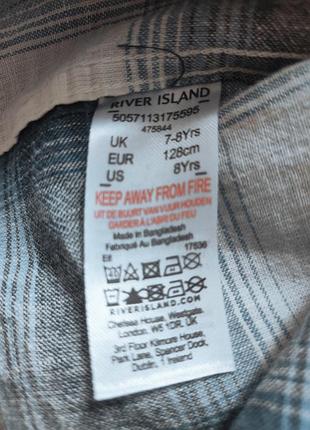 RIVER ISLAND
5057113175595
475844
UK 7-8Yrs
EUR 128cm
US 8Yrs
KEEP AWAY FROM FIRE
UIT DE BUURT VAN VUUR HOUDEN
GARDER À L'ABRI DU FEU
Made in Bangladesh
Fabriqué Au Bangladesh
Ell 17536
RIVERISLAND.COM
Chelsea House, Westgate,
London, W5 1DR, UK
3rd Floor Kilmore House,
Park Lane, Spencer Dock,
Dublin, 1 Ireland